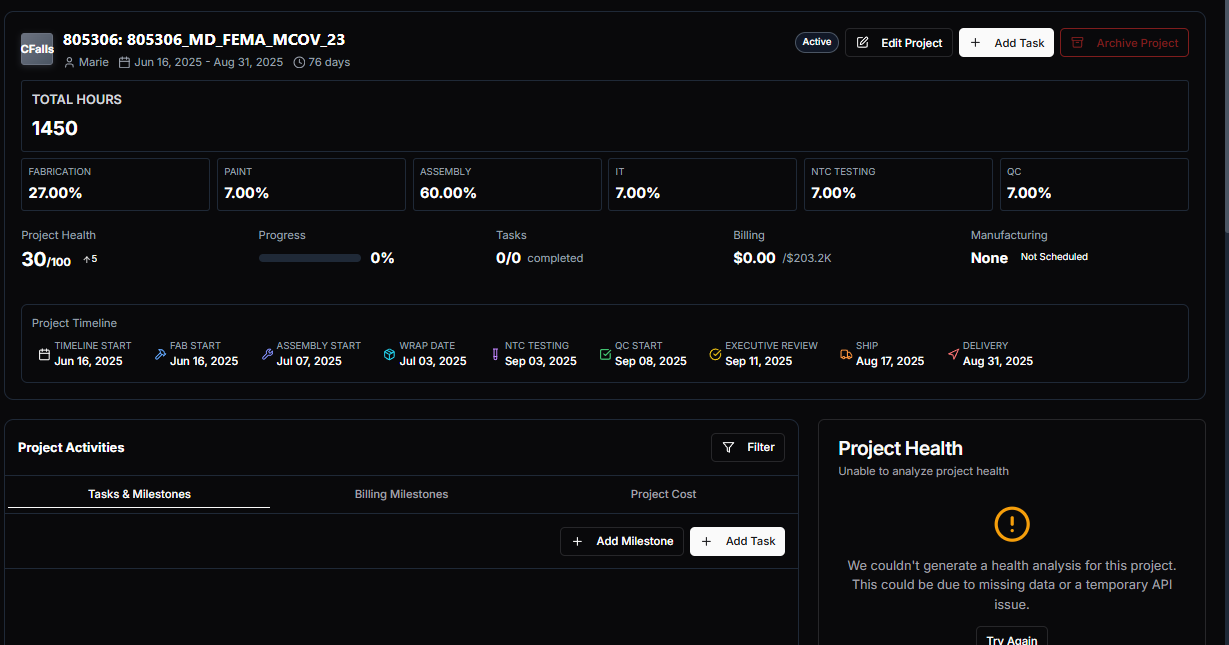 CFalls
805306: 805306_MD_FEMA_MCOV_23
Marie Jun 16, 2025 - Aug 31, 2025 76 days
Active
Edit Project
+ Add Task
Archive Project
TOTAL HOURS
1450
FABRICATION
27.00%
PAINT
7.00%
ASSEMBLY
60.00%
IT
7.00%
NTC TESTING
7.00%
QC
7.00%
Project Health
30/100 ↑5
Progress
0%
Tasks
0/0 completed
Billing
$0.00 /$203.2K
Manufacturing
None Not Scheduled
Project Timeline
TIMELINE START
Jun 16, 2025
FAB START
Jun 16, 2025
ASSEMBLY START
Jul 07, 2025
WRAP DATE
Jul 03, 2025
NTC TESTING
Sep 03, 2025
QC START
Sep 08, 2025
EXECUTIVE REVIEW
Sep 11, 2025
SHIP
Aug 17, 2025
DELIVERY
Aug 31, 2025
Project Activities
Filter
Tasks & Milestones
Billing Milestones
Project Cost
+ Add Milestone
+ Add Task
Project Health
Unable to analyze project health
We couldn't generate a health analysis for this project.
This could be due to missing data or a temporary API
issue.
Try Again